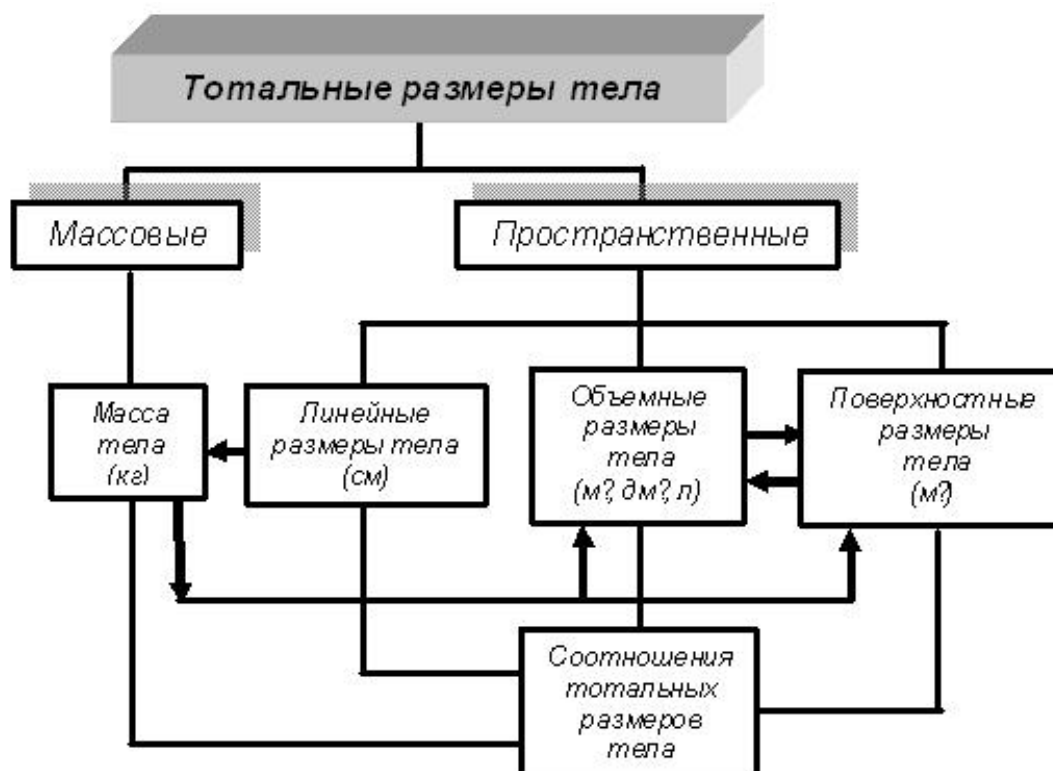 Тотальные размеры тела
Массовые
Пространственные
Масса
тела
(кг)
Линейные
размеры тела
(см)
Объемные
размеры
тела
(м?, дм?, л)
Поверхностные
размеры
тела
(м?)
Соотношения
тотальных
размеров
тела